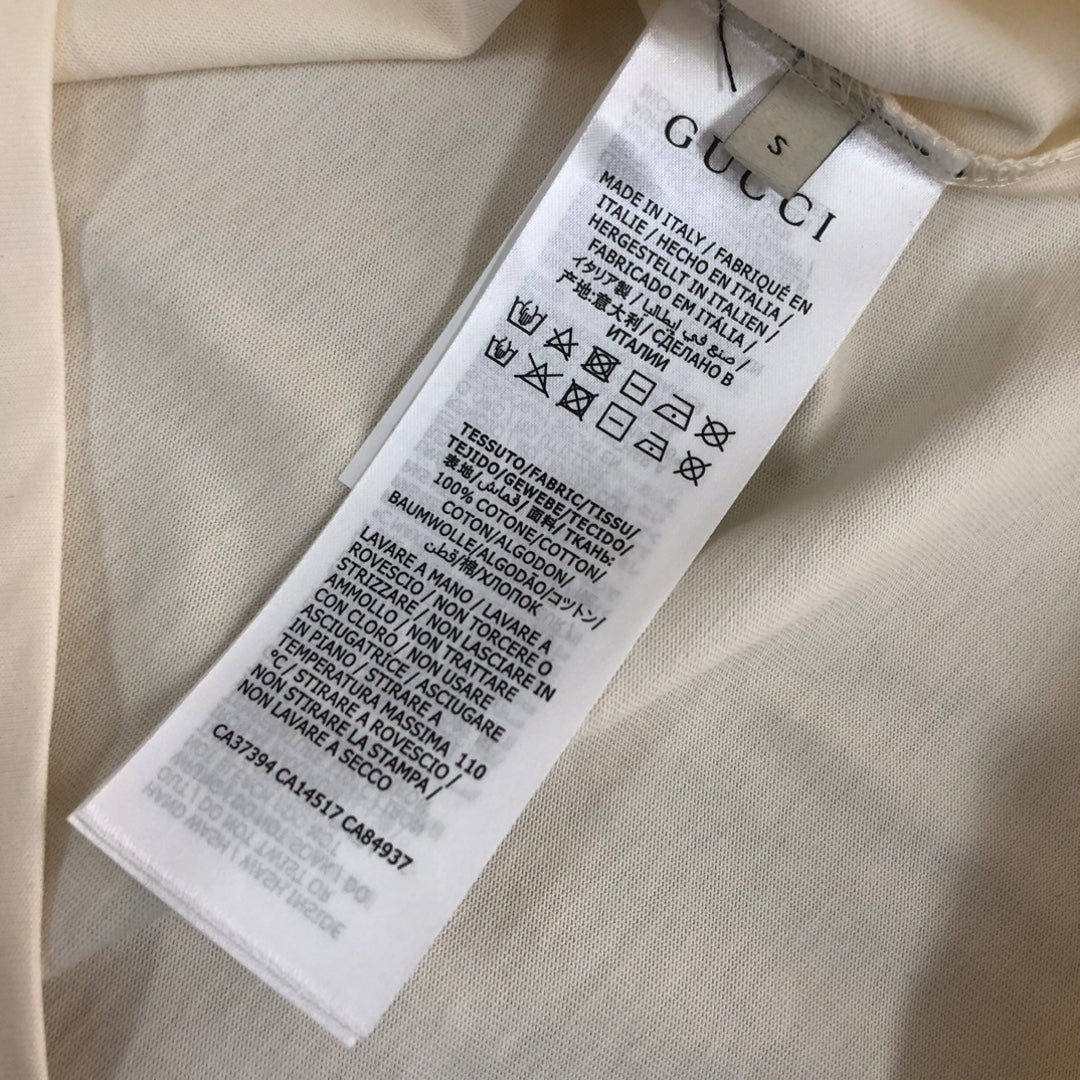 S
GUCCI
MADE IN ITALY / FABRIQUÉ EN
ITALIE / HECHO EN ITALIA /
HERGESTELLT IN ITALIEN /
FABRICADO EM ITÁLIA /
イタリア製 / صنع في إيطاليا /
产地:意大利 / СДЕЛАНО В
ИТАЛИИ
TESSUTO/FABRIC/TISSU/
TEJIDO/GEWEBE/TECIDO/
表地/قماش/面料/ТКАНЬ:
100% COTONE/COTTON/
COTON/ALGODON/
BAUMWOLLE/ALGODÃO/コットン/
قطن/棉/ХЛОПОК
LAVARE A MANO / LAVARE A
ROVESCIO / NON TORCERE O
STRIZZARE / NON LASCIARE IN
AMMOLLO / NON TRATTARE
CON CLORO / NON USARE
ASCIUGATRICE / ASCIUGARE
IN PIANO / STIRARE A
TEMPERATURA MASSIMA 110
°C / STIRARE A ROVESCIO /
NON STIRARE LA STAMPA /
NON LAVARE A SECCO
CA37394 CA14517 CA84937